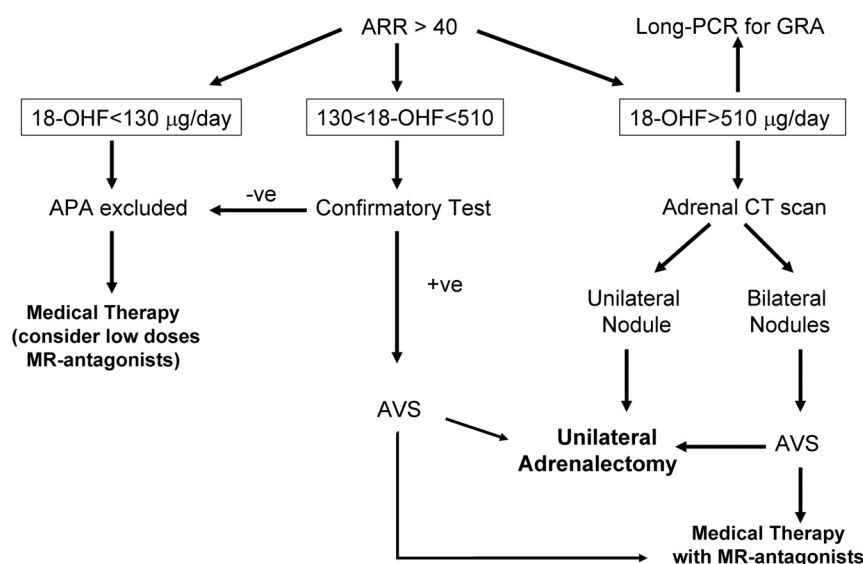 ARR > 40
Long-PCR for GRA
18-OHF<130 μg/day
130<18-OHF<510
18-OHF>510 μg/day
-ve
APA excluded
Confirmatory Test
Adrenal CT scan
+ve
Medical Therapy
(consider low doses
MR-antagonists)
Unilateral
Nodule
Bilateral
Nodules
AVS
Unilateral
Adrenalectomy
AVS
Medical Therapy
with MR-antagonists